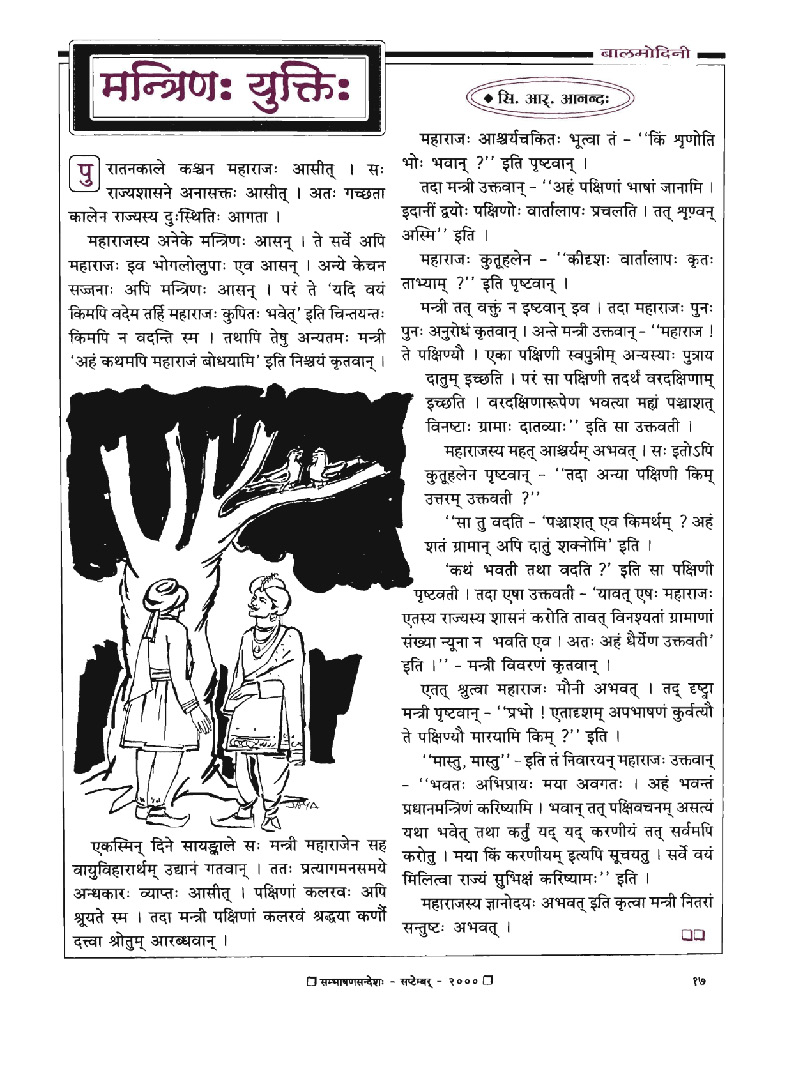 बालमोदिनी
मन्त्रिणः युक्तिः
◆ सि. आर्. आनन्दः
पुरातनकाले कश्चन महाराजः आसीत् । सः
राज्यशासने अनासक्तः आसीत् । अतः गच्छता
कालेन राज्यस्य दुःस्थितिः आगता ।
महाराजस्य अनेके मन्त्रिणः आसन् । ते सर्वे अपि
महाराजः इव भोगलोलुपाः एव आसन् । अन्ये केचन
सज्जनाः अपि मन्त्रिणः आसन् । परं ते ‘यदि वयं
किमपि वदेम तर्हि महाराजः कुपितः भवेत्’ इति चिन्तयन्तः
किमपि न वदन्ति स्म । तथापि तेषु अन्यतमः मन्त्री
‘अहं कथमपि महाराजं बोधयामि’ इति निश्चयं कृतवान् ।
एकस्मिन् दिने सायङ्काले सः मन्त्री महाराजेन सह
वायुविहारार्थम् उद्यानं गतवान् । ततः प्रत्यागमनसमये
अन्धकारः व्याप्तः आसीत् । पक्षिणां कलरवः अपि
श्रूयते स्म । तदा मन्त्री पक्षिणां कलरवं श्रद्धया कर्णौ
दत्त्वा श्रोतुम् आरब्धवान् ।
महाराजः आश्चर्यचकितः भूत्वा तं – ‘‘किं शृणोति
भोः भवान् ?’’ इति पृष्टवान् ।
तदा मन्त्री उक्तवान् – ‘‘अहं पक्षिणां भाषां जानामि ।
इदानीं द्वयोः पक्षिणोः वार्तालापः प्रचलति । तत् शृण्वन्
अस्मि’’ इति ।
महाराजः कुतूहलेन – ‘‘कीदृशः वार्तालापः कृतः
ताभ्याम् ?’’ इति पृष्टवान् ।
मन्त्री तत् वक्तुं न इष्टवान् इव । तदा महाराजः पुनः
पुनः अनुरोधं कृतवान् । अन्ते मन्त्री उक्तवान् – ‘‘महाराज !
ते पक्षिण्यौ । एका पक्षिणी स्वपुत्रीम् अन्यस्याः पुत्राय
दातुम् इच्छति । परं सा पक्षिणी तदर्थं वरदक्षिणाम्
इच्छति । वरदक्षिणारूपेण भवत्या मह्यं पञ्चाशत्
विनष्टाः ग्रामाः दातव्याः’’ इति सा उक्तवती ।
महाराजस्य महत् आश्चर्यम् अभवत् । सः इतोऽपि
कुतूहलेन पृष्टवान् – ‘‘तदा अन्या पक्षिणी किम्
उत्तरम् उक्तवती ?’’
‘‘सा तु वदति – ‘पञ्चाशत् एव किमर्थम् ? अहं
शतं ग्रामान् अपि दातुं शक्नोमि’ इति ।
‘कथं भवती तथा वदति ?’ इति सा पक्षिणी
पृष्टवती । तदा एषा उक्तवती – ‘यावत् एषः महाराजः
एतस्य राज्यस्य शासनं करोति तावत् विनश्यतां ग्रामाणां
संख्या न्यूना न भवति एव । अतः अहं धैर्येण उक्तवती’
इति ।’’ – मन्त्री विवरणं कृतवान् ।
एतत् श्रुत्वा महाराजः मौनी अभवत् । तद् दृष्ट्वा
मन्त्री पृष्टवान् – ‘‘प्रभो ! एतादृशम् अपभाषणं कुर्वत्यौ
ते पक्षिण्यौ मारयामि किम् ?’’ इति ।
‘‘मास्तु, मास्तु’’ – इति तं निवारयन् महाराजः उक्तवान्
– ‘‘भवतः अभिप्रायः मया अवगतः । अहं भवन्तं
प्रधानमन्त्रिणं करिष्यामि । भवान् तत् पक्षिवचनम् असत्यं
यथा भवेत् तथा कर्तुं यद् यद् करणीयं तत् सर्वमपि
करोतु । मया किं करणीयम् इत्यपि सूचयतु । सर्वे वयं
मिलित्वा राज्यं सुभिक्षं करिष्यामः’’ इति ।
महाराजस्य ज्ञानोदयः अभवत् इति कृत्वा मन्त्री नितरां
सन्तुष्टः अभवत् ।
❐ सम्भाषणसन्देशः – सप्टेम्बर् – २००० ❐
१७